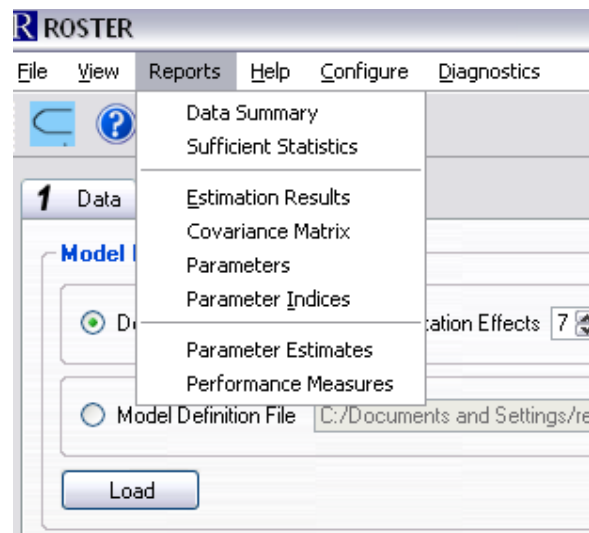 R ROSTER
File View Reports Help Configure Diagnostics
?
Data Summary
Sufficient Statistics
Estimation Results
Covariance Matrix
Parameters
Parameter Indices
Parameter Estimates
Performance Measures
1 Data
Model
Effects 7
Model Definition File C:/Documents and Settings/re
Load